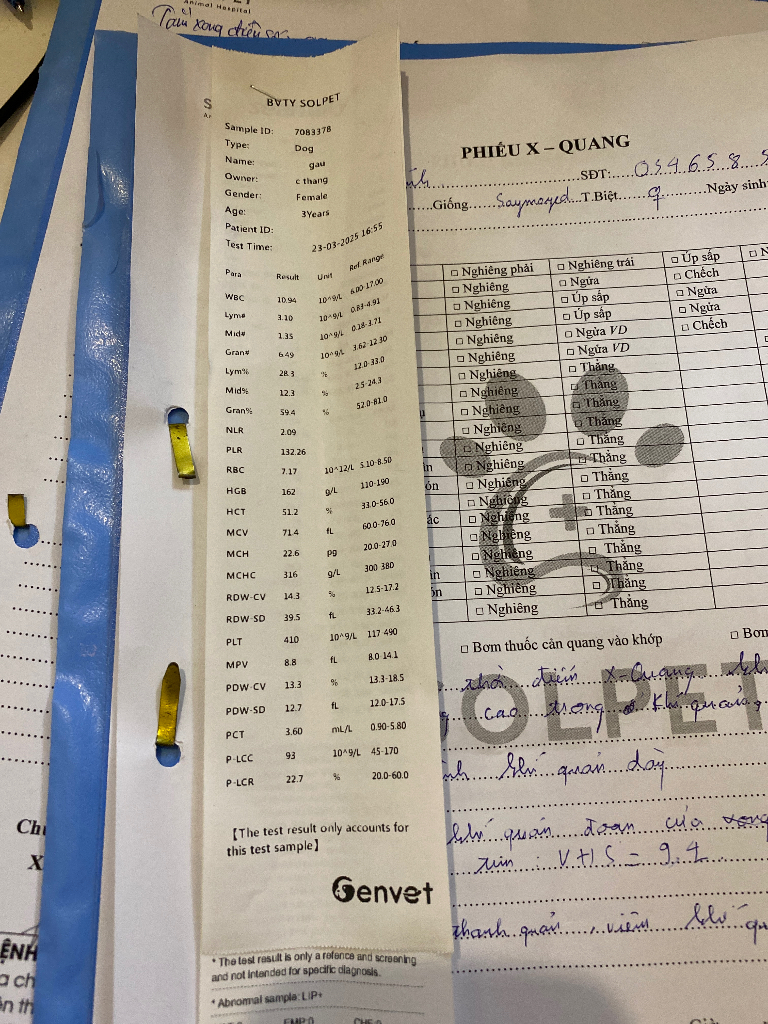 Animal Hospital
Tắm xong điều
BVTY SOLPET
Sample ID: 7083378
Type: Dog
Name: gau
Owner: c thang
Gender: Female
Age: 3Years
Patient ID:
Test Time: 23-03-2025 16:55
Para Result Unit Ref.Range
WBC 10.94 10^9/L 6.00-17.00
Lym# 3.10 10^9/L 0.83-4.91
Mid# 1.35 10^9/L 0.18-3.71
Gran# 6.49 10^9/L 3.62-12.30
Lym% 28.3 % 12.0-33.0
Mid% 12.3 % 2.5-24.3
Gran% 59.4 % 52.0-81.0
NLR 2.09
PLR 132.26
RBC 7.17 10^12/L 5.10-8.50
HGB 162 g/L 110-190
HCT 51.2 % 33.0-56.0
MCV 71.4 fL 60.0-76.0
MCH 22.6 pg 20.0-27.0
MCHC 316 g/L 300-380
RDW-CV 14.3 % 12.5-17.2
RDW-SD 39.5 fL 33.2-46.3
PLT 410 10^9/L 117-490
MPV 8.8 fL 8.0-14.1
PDW-CV 13.3 % 13.3-18.5
PDW-SD 12.7 fL 12.0-17.5
PCT 3.60 mL/L 0.90-5.80
P-LCC 93 10^9/L 45-170
P-LCR 22.7 % 20.0-60.0
【The test result only accounts for
this test sample】
Genvet
* The test result is only a refence and screening
and not intended for specific diagnosis.
* Abnormal sample: LIP+
PHIẾU X – QUANG
SĐT: 054 658
Giống Saymoyed T.Biệt ♀ Ngày sinh
□ Nghiêng phải □ Nghiêng trái □ Úp sấp
□ Nghiêng □ Ngửa □ Chếch
□ Nghiêng □ Úp sấp □ Ngửa
□ Nghiêng □ Úp sấp □ Ngửa
□ Nghiêng □ Ngửa VD □ Chếch
□ Nghiêng □ Ngửa VD
□ Nghiêng □ Thẳng
□ Nghiêng □ Thẳng
□ Nghiêng □ Thẳng
□ Nghiêng □ Thẳng
□ Nghiêng □ Thẳng
□ Nghiêng □ Thẳng
□ Nghiêng □ Thẳng
□ Nghiêng □ Thẳng
□ Nghiêng □ Thẳng
□ Nghiêng □ Thẳng
□ Nghiêng □ Thẳng
□ Nghiêng □ Thẳng
□ Nghiêng □ Thẳng
□ Bơm thuốc cản quang vào khớp □ Bơm
OLPET
thời điểm X-Quang
cao trong khí quản
khí quản dày
khí quản đoạn cửa
V+IS = 9.4
thanh quản, viêm khí